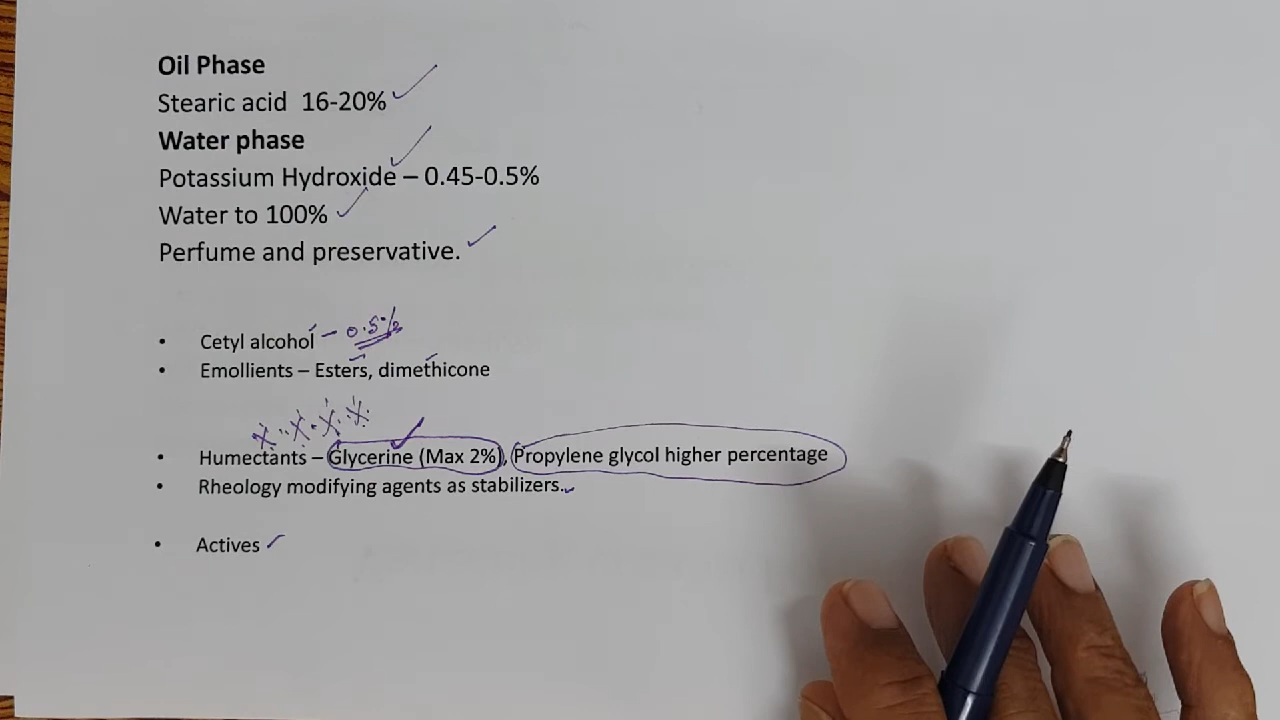 Oil Phase
Stearic acid 16-20%
Water phase
Potassium Hydroxide – 0.45-0.5%
Water to 100%
Perfume and preservative.
• Cetyl alcohol – 0.5%
• Emollients – Esters, dimethicone
• Humectants – Glycerine (Max 2%), Propylene glycol higher percentage
• Rheology modifying agents as stabilizers.
• Actives